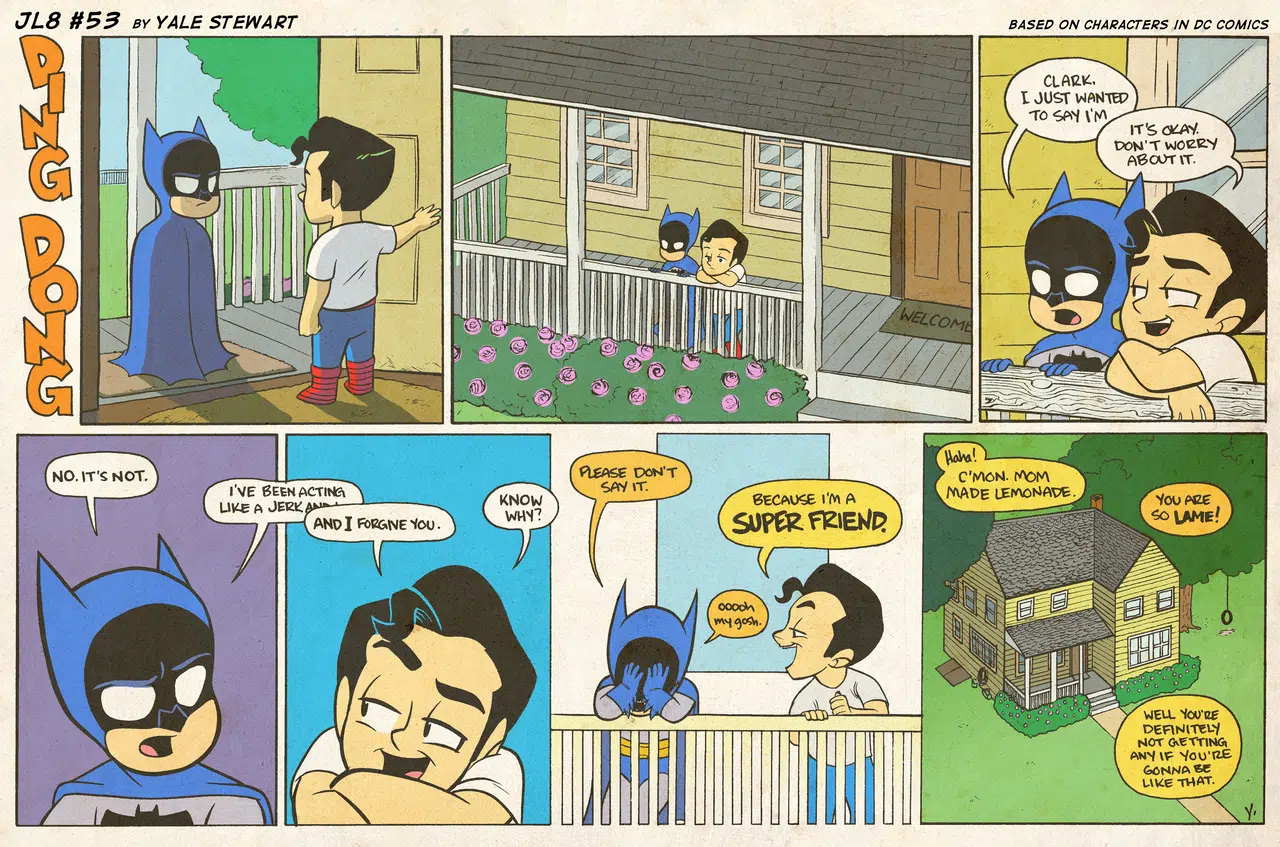 JL8 #53 BY YALE STEWART
BASED ON CHARACTERS IN DC COMICS
DING
DONG
WELCOME
CLARK,
I JUST WANTED
TO SAY I'M
IT'S OKAY.
DON'T WORRY
ABOUT IT.
NO. IT'S NOT.
I'VE BEEN ACTING
LIKE A JERK AND
AND I FORGIVE YOU.
KNOW
WHY?
PLEASE DON'T
SAY IT.
BECAUSE I'M A
SUPER FRIEND.
ooooh
my gosh.
Haha!
C'MON. MOM
MADE LEMONADE.
YOU ARE
SO LAME!
WELL YOU'RE
DEFINITELY
NOT GETTING
ANY IF YOU'RE
GONNA BE
LIKE THAT.
Y.